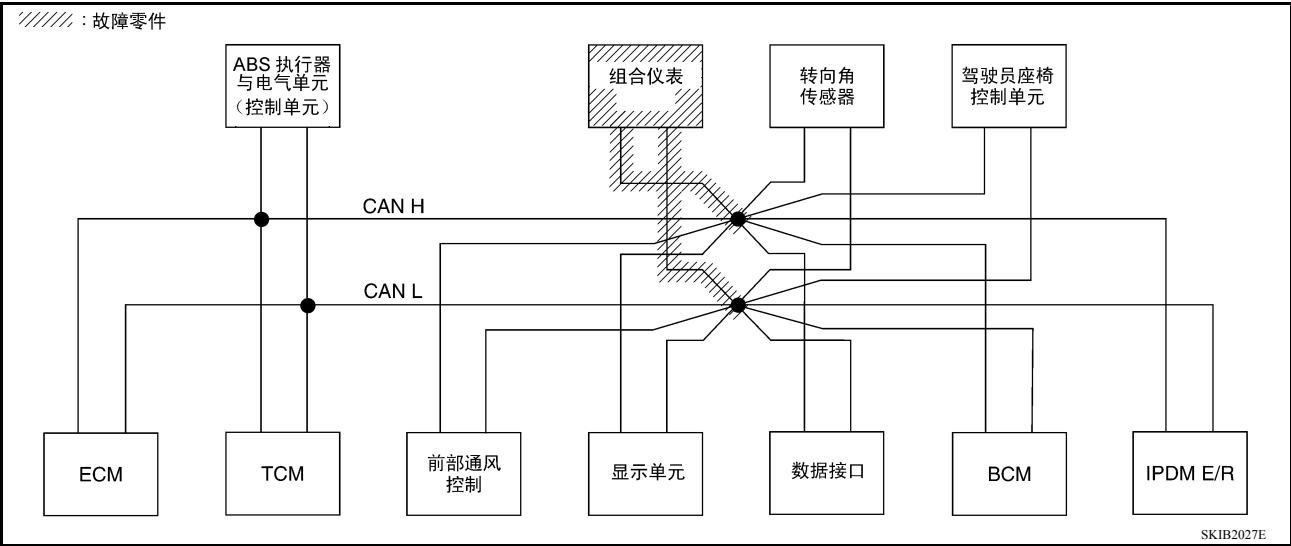 ：故障零件
ABS 执行器
与电气单元
（控制单元）
组合仪表
转向角
传感器
驾驶员座椅
控制单元
CAN H
CAN L
ECM
TCM
前部通风
控制
显示单元
数据接口
BCM
IPDM E/R
SKIB2027E